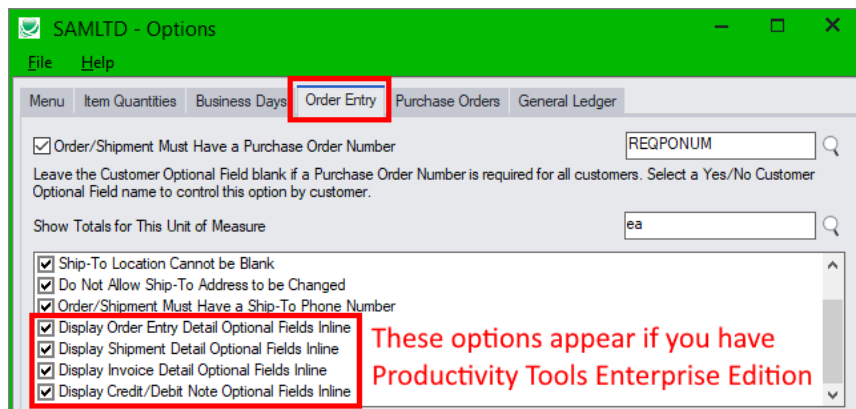 SAMLTD - Options
File Help
Menu Item Quantities Business Days Order Entry Purchase Orders General Ledger
Order/Shipment Must Have a Purchase Order Number REQPONUM
Leave the Customer Optional Field blank if a Purchase Order Number is required for all customers. Select a Yes/No Customer
Optional Field name to control this option by customer.
Show Totals for This Unit of Measure ea
Ship-To Location Cannot be Blank
Do Not Allow Ship-To Address to be Changed
Order/Shipment Must Have a Ship-To Phone Number
Display Order Entry Detail Optional Fields Inline
Display Shipment Detail Optional Fields Inline
Display Invoice Detail Optional Fields Inline
Display Credit/Debit Note Optional Fields Inline
These options appear if you have
Productivity Tools Enterprise Edition